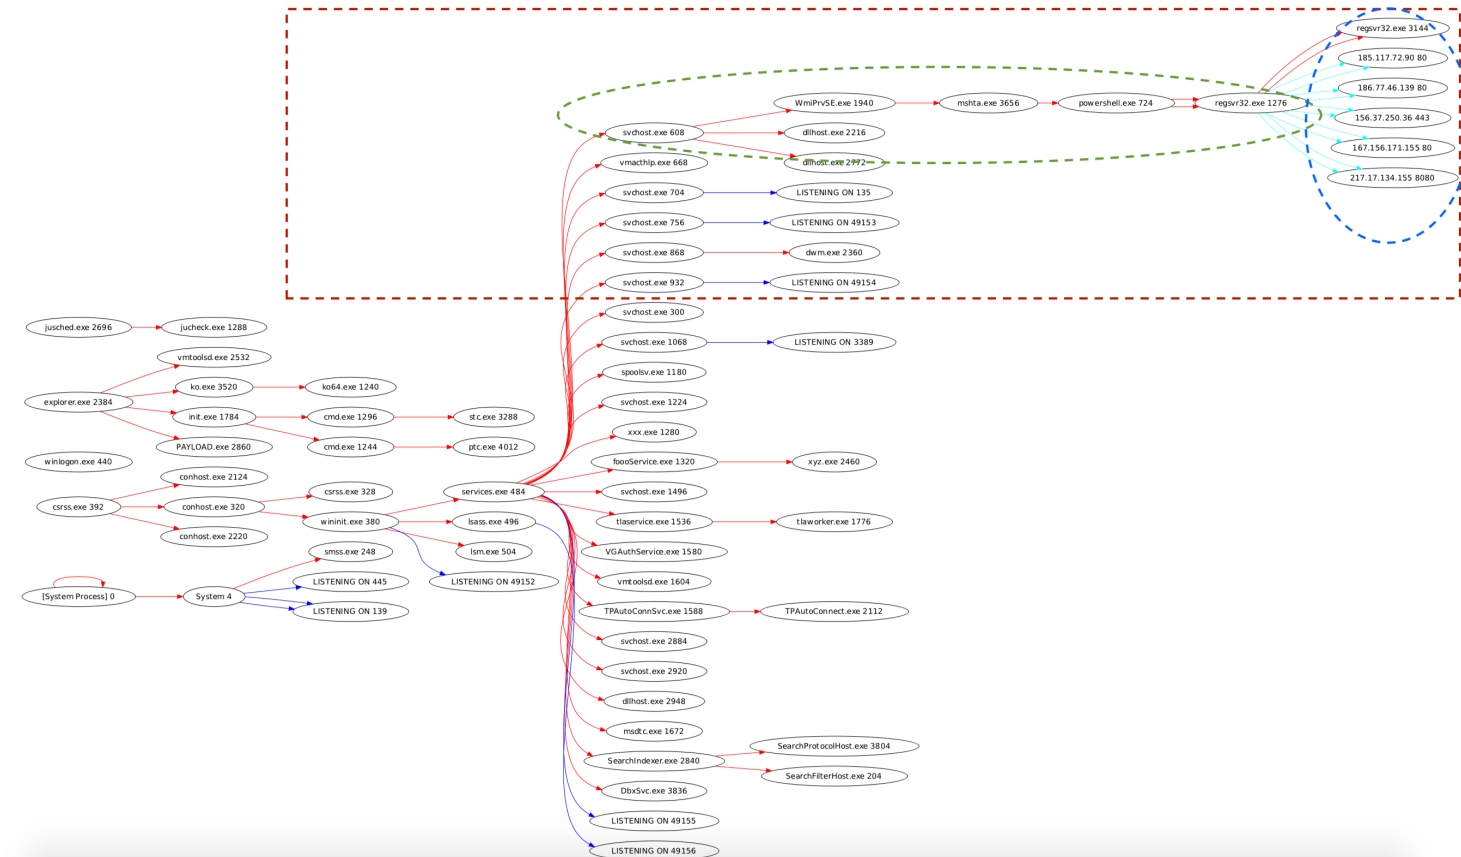 regsvr32.exe 3144
185.117.72.90 80
186.77.46.139 80
WmiPrvSE.exe 1940
mshta.exe 3656
powershell.exe 724
regsvr32.exe 1276
156.37.250.36 443
svchost.exe 608
dllhost.exe 2216
167.156.171.155 80
vmacthlp.exe 668
dllhost.exe 2772
217.17.134.155 8080
svchost.exe 704
LISTENING ON 135
svchost.exe 756
LISTENING ON 49153
svchost.exe 868
dwm.exe 2360
svchost.exe 932
LISTENING ON 49154
svchost.exe 300
jusched.exe 2696
jucheck.exe 1288
svchost.exe 1068
LISTENING ON 3389
vmtoolsd.exe 2532
spoolsv.exe 1180
ko.exe 3520
ko64.exe 1240
explorer.exe 2384
svchost.exe 1224
init.exe 1784
cmd.exe 1296
stc.exe 3288
xxx.exe 1280
PAYLOAD.exe 2860
cmd.exe 1244
ptc.exe 4012
winlogon.exe 440
foooService.exe 1320
xyz.exe 2460
conhost.exe 2124
csrss.exe 328
services.exe 484
svchost.exe 1496
csrss.exe 392
conhost.exe 320
wininit.exe 380
lsass.exe 496
tlaservice.exe 1536
tlaworker.exe 1776
conhost.exe 2220
smss.exe 248
lsm.exe 504
VGAuthService.exe 1580
LISTENING ON 445
LISTENING ON 49152
vmtoolsd.exe 1604
[System Process] 0
System 4
LISTENING ON 139
TPAutoConnSvc.exe 1588
TPAutoConnect.exe 2112
svchost.exe 2884
svchost.exe 2920
dllhost.exe 2948
msdtc.exe 1672
SearchProtocolHost.exe 3804
SearchIndexer.exe 2840
SearchFilterHost.exe 204
DbxSvc.exe 3836
LISTENING ON 49155
LISTENING ON 49156